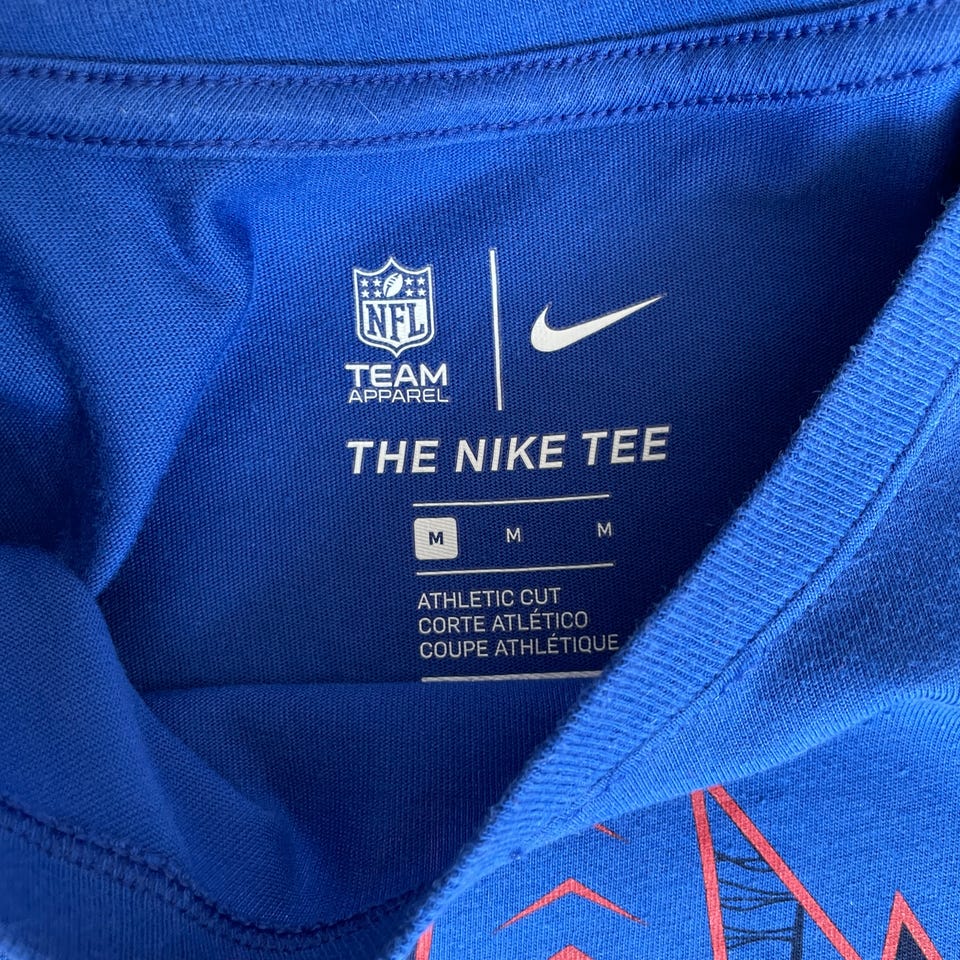 NFL
TEAM
APPAREL
THE NIKE TEE
M M M
ATHLETIC CUT
CORTE ATLÉTICO
COUPE ATHLÉTIQUE